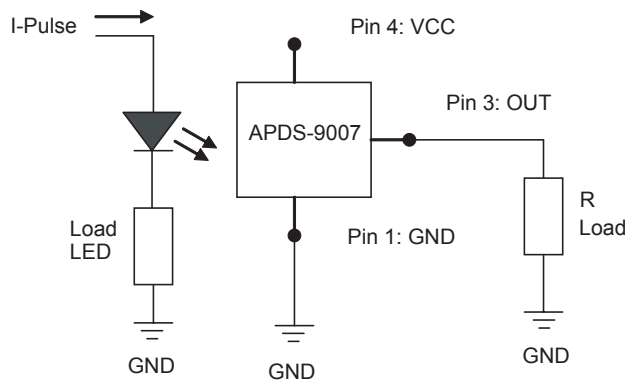 I-Pulse
Pin 4: VCC
APDS-9007
Pin 3: OUT
Load
LED
Pin 1: GND
R
Load
GND
GND
GND